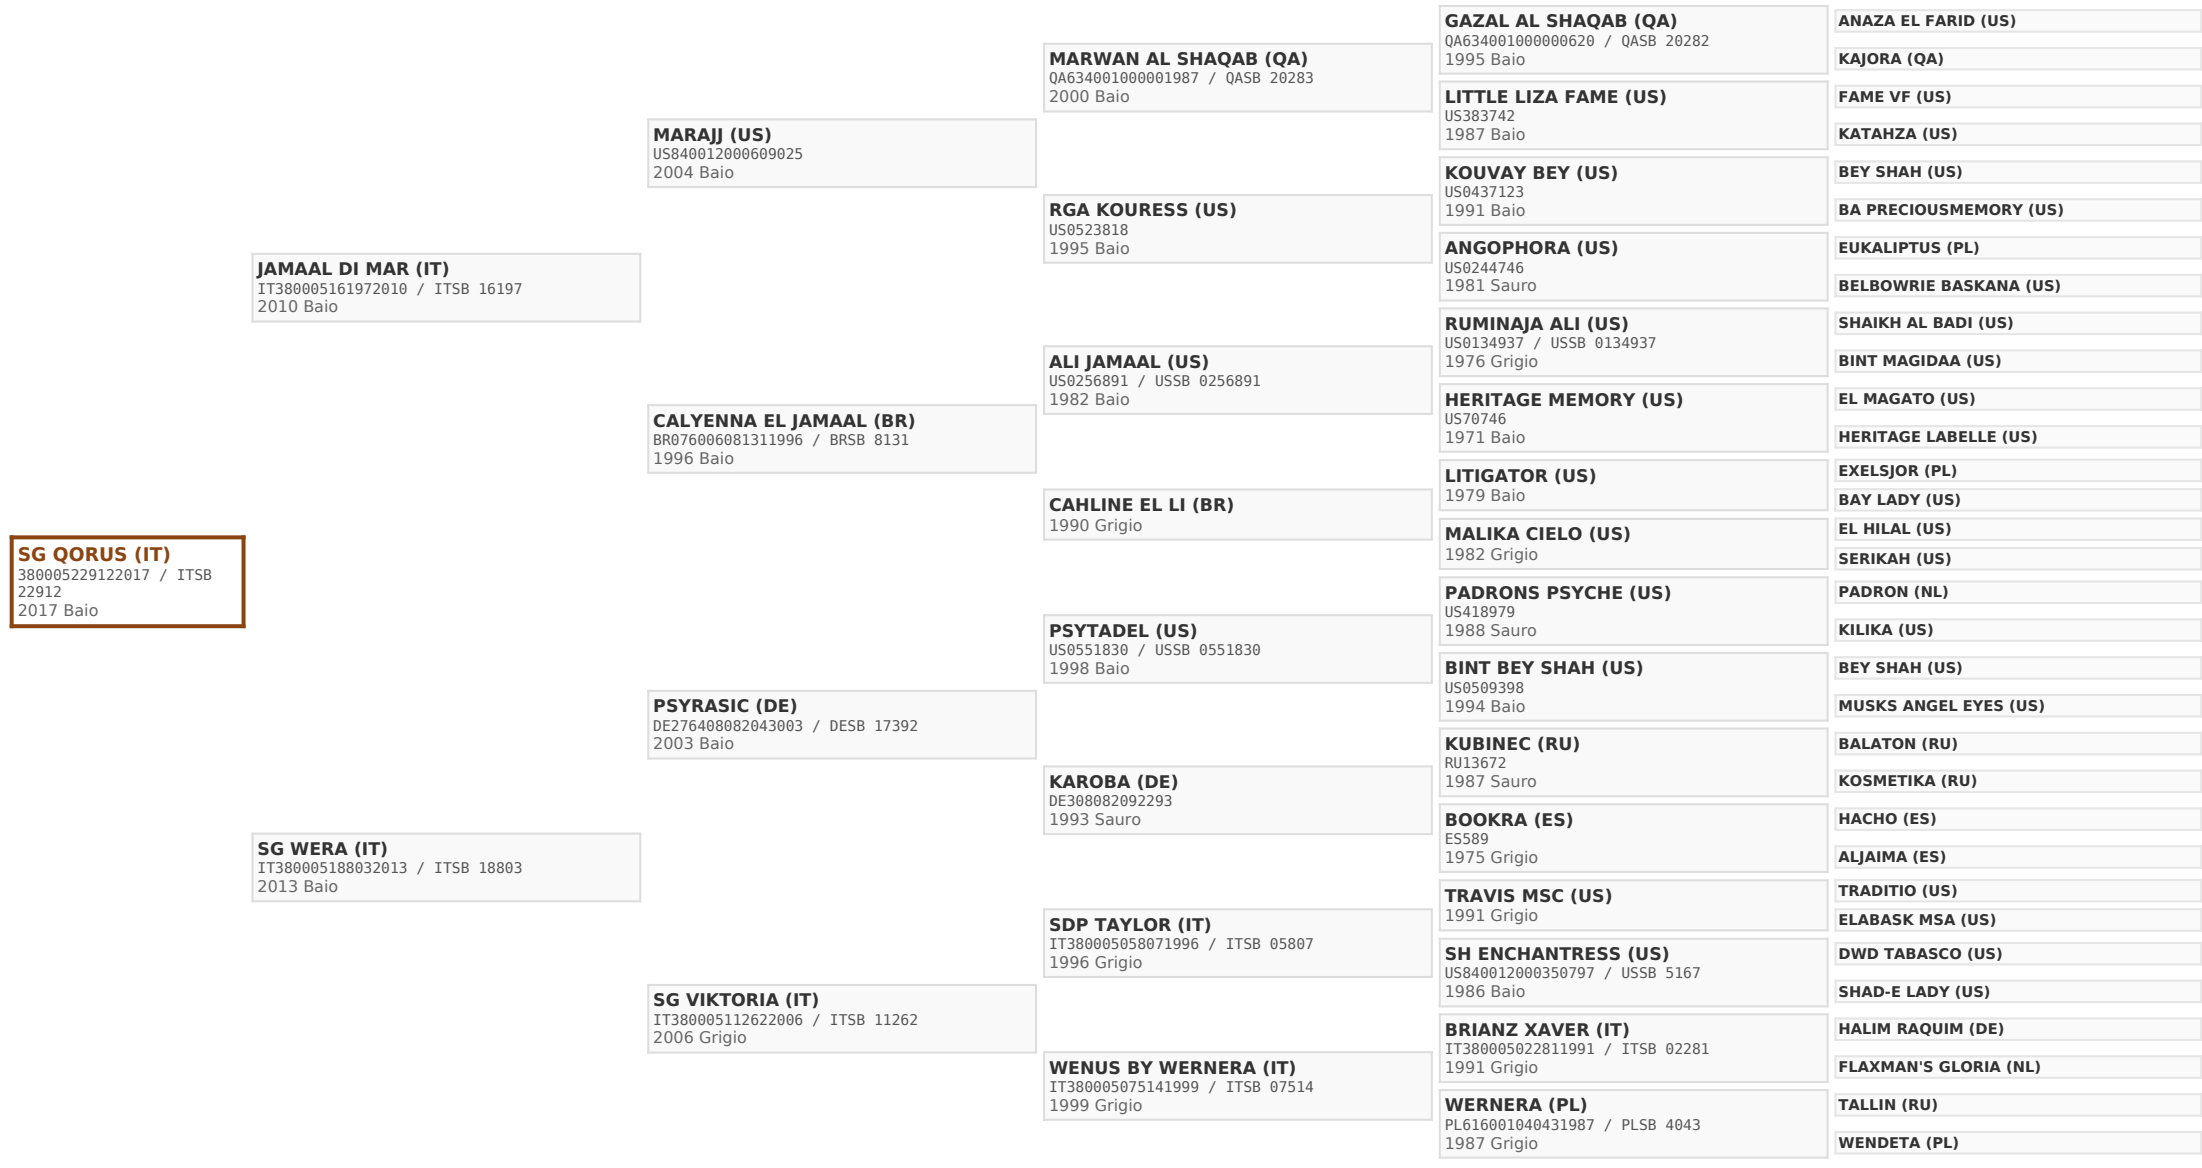 SG QORUS (IT)
380005229122017 / ITSB
22912
2017 Baio
JAMAAL DI MAR (IT)
IT380005161972010 / ITSB 16197
2010 Baio
SG WERA (IT)
IT380005188032013 / ITSB 18803
2013 Baio
MARAJJ (US)
US840012000609025
2004 Baio
CALYENNA EL JAMAAL (BR)
BR076006081311996 / BRSB 8131
1996 Baio
PSYRASIC (DE)
DE276408082043003 / DESB 17392
2003 Baio
SG VIKTORIA (IT)
IT380005112622006 / ITSB 11262
2006 Grigio
MARWAN AL SHAQAB (QA)
QA634001000001987 / QASB 20283
2000 Baio
RGA KOURESS (US)
US0523818
1995 Baio
ALI JAMAAL (US)
US0256891 / USSB 0256891
1982 Baio
CAHLINE EL LI (BR)
1990 Grigio
PSYTADEL (US)
US0551830 / USSB 0551830
1998 Baio
KAROBA (DE)
DE308082092293
1993 Sauro
SDP TAYLOR (IT)
IT380005058071996 / ITSB 05807
1996 Grigio
WENUS BY WERNERA (IT)
IT380005075141999 / ITSB 07514
1999 Grigio
GAZAL AL SHAQAB (QA)
QA634001000000620 / QASB 20282
1995 Baio
LITTLE LIZA FAME (US)
US383742
1987 Baio
KOUVAY BEY (US)
US0437123
1991 Baio
ANGOPHORA (US)
US0244746
1981 Sauro
RUMINAJA ALI (US)
US0134937 / USSB 0134937
1976 Grigio
HERITAGE MEMORY (US)
US70746
1971 Baio
LITIGATOR (US)
1979 Baio
MALIKA CIELO (US)
1982 Grigio
PADRONS PSYCHE (US)
US418979
1988 Sauro
BINT BEY SHAH (US)
US0509398
1994 Baio
KUBINEC (RU)
RU13672
1987 Sauro
BOOKRA (ES)
ES589
1975 Grigio
TRAVIS MSC (US)
1991 Grigio
SH ENCHANTRESS (US)
US840012000350797 / USSB 5167
1986 Baio
BRIANZ XAVER (IT)
IT380005022811991 / ITSB 02281
1991 Grigio
WERNERA (PL)
PL616001040431987 / PLSB 4043
1987 Grigio
ANAZA EL FARID (US)
KAJORA (QA)
FAME VF (US)
KATAHZA (US)
BEY SHAH (US)
BA PRECIOUSMEMORY (US)
EUKALIPTUS (PL)
BELBOWRIE BASKANA (US)
SHAIKH AL BADI (US)
BINT MAGIDAA (US)
EL MAGATO (US)
HERITAGE LABELLE (US)
EXELSJOR (PL)
BAY LADY (US)
EL HILAL (US)
SERIKAH (US)
PADRON (NL)
KILIKA (US)
BEY SHAH (US)
MUSKS ANGEL EYES (US)
BALATON (RU)
KOSMETIKA (RU)
HACHO (ES)
ALJAIMA (ES)
TRADITIO (US)
ELABASK MSA (US)
DWD TABASCO (US)
SHAD-E LADY (US)
HALIM RAQUIM (DE)
FLAXMAN'S GLORIA (NL)
TALLIN (RU)
WENDETA (PL)